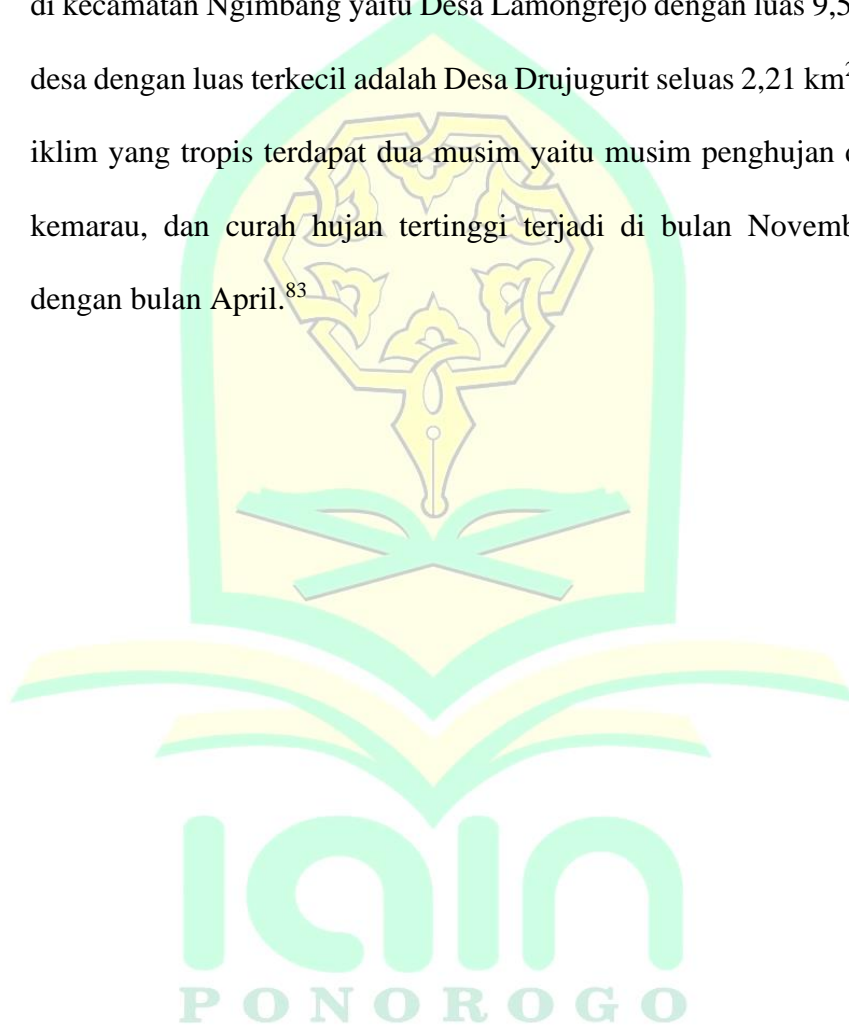 di kecamatan Ngimbang yaitu Desa Lamongrejo dengan luas 9,5
desa dengan luas terkecil adalah Desa Drujugurit seluas 2,21 km²
iklim yang tropis terdapat dua musim yaitu musim penghujan
kemarau, dan curah hujan tertinggi terjadi di bulan Novemb
dengan bulan April.⁸³
iain
PONOROGO